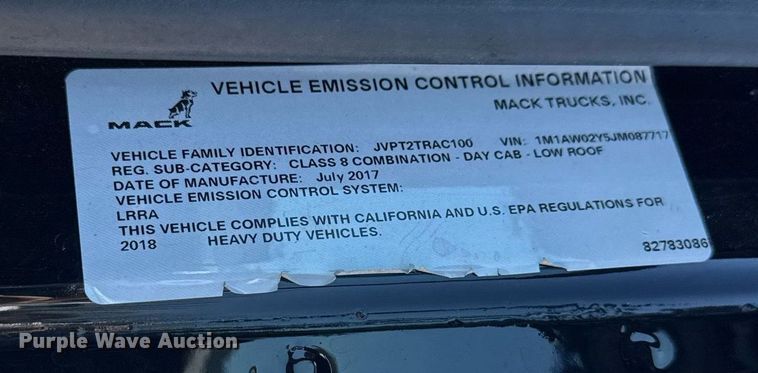 VEHICLE EMISSION CONTROL INFORMATION
MACK
MACK TRUCKS, INC.
VEHICLE FAMILY IDENTIFICATION: JVPT2TRAC100 VIN: 1M1AW02Y5JM087717
REG. SUB-CATEGORY: CLASS 8 COMBINATION - DAY CAB - LOW ROOF
DATE OF MANUFACTURE: July 2017
VEHICLE EMISSION CONTROL SYSTEM:
LRRA
THIS VEHICLE COMPLIES WITH CALIFORNIA AND U.S. EPA REGULATIONS FOR
2018 HEAVY DUTY VEHICLES.
82783086
Purple Wave Auction